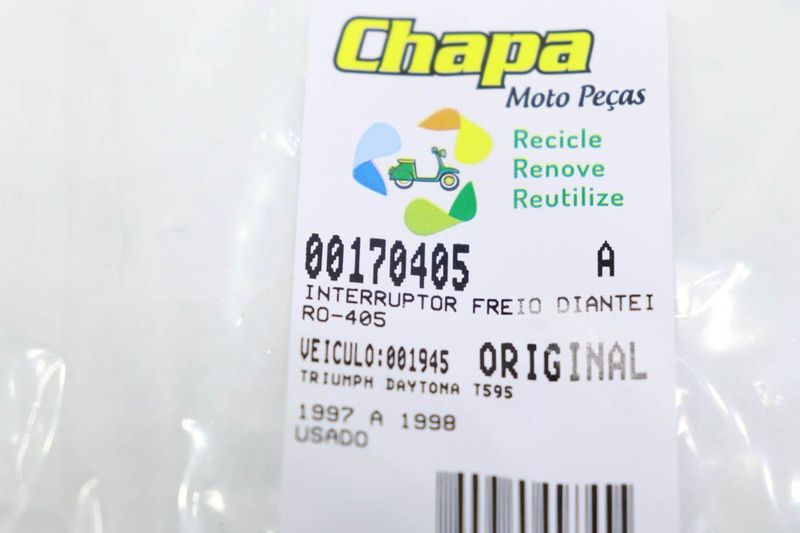 Chapa
Moto Peças
Recicle
Renove
Reutilize
00170405 A
INTERRUPTOR FREIO DIANTEI
RO-405
VEICULO:001945 ORIGINAL
TRIUMPH DAYTONA T595
1997 A 1998
USADO